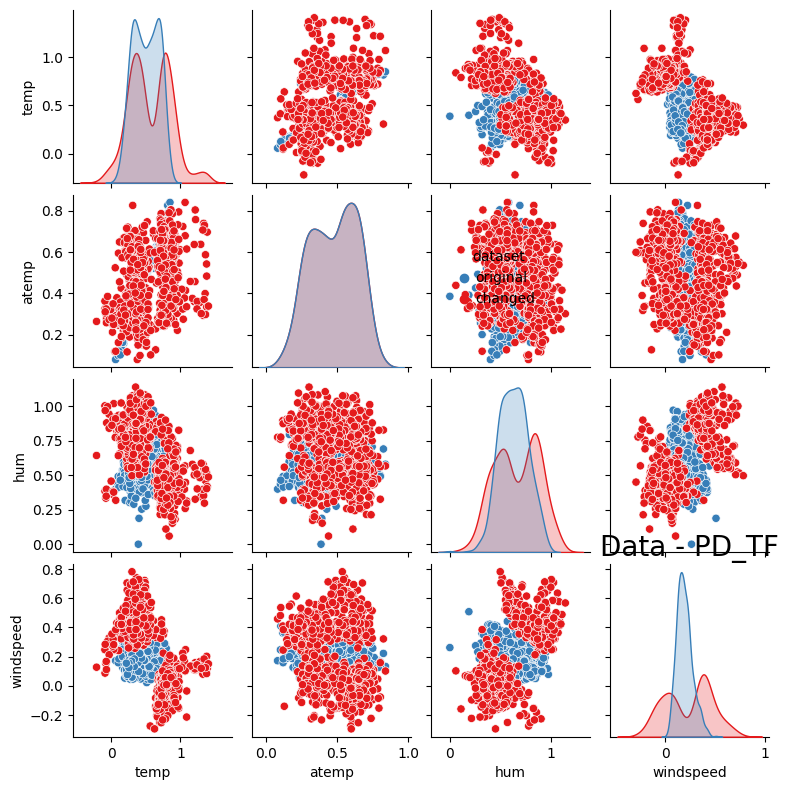 temp
1.0
0.5
0.0
atemp
0.8
0.6
0.4
0.2
dataset
original
changed
hum
1.00
0.75
0.50
0.25
0.00
Data - PD_TF
windspeed
0.8
0.6
0.4
0.2
0.0
−0.2
0 1 0.0 0.5 1.0 0 1 0 1
temp atemp hum windspeed